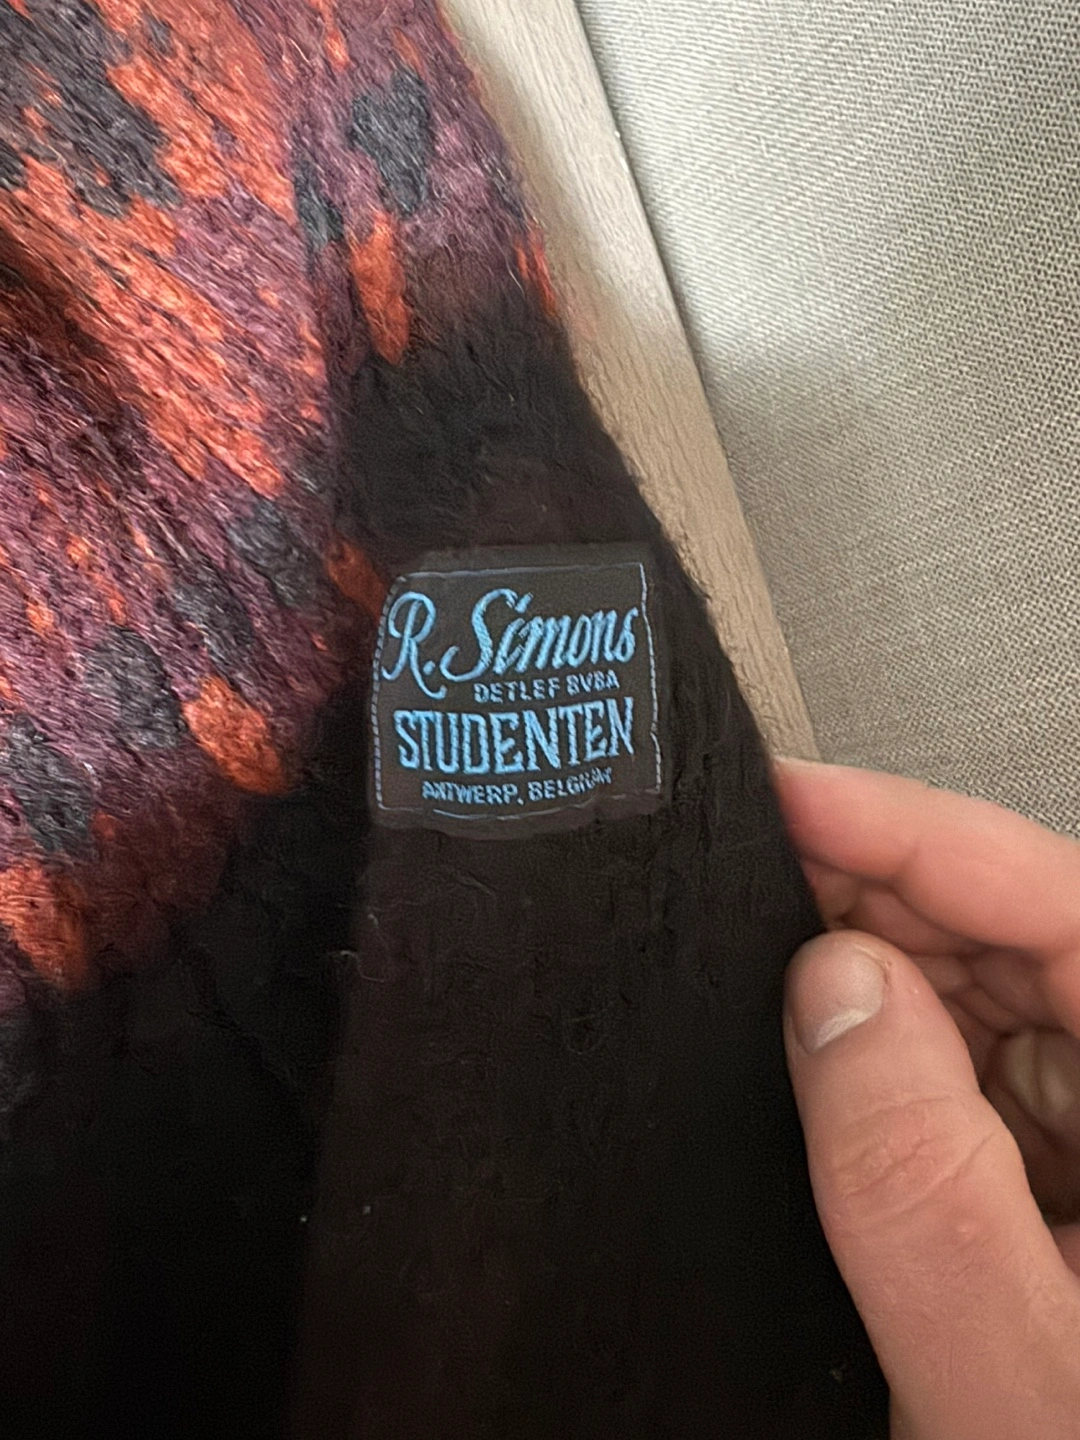 R. Simons
DETLEF BVBA
STUDENTEN
ANTWERP, BELGIUM